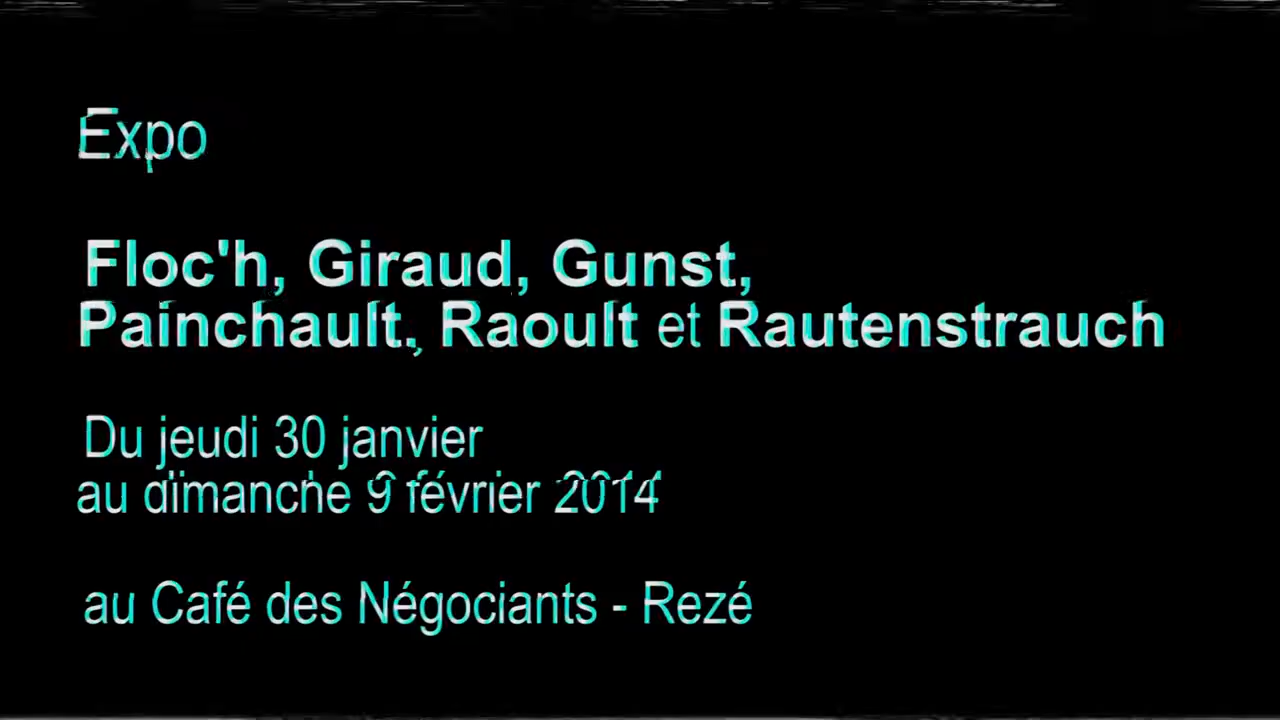 Expo
Floc'h, Giraud, Gunst,
Painchault, Raoult et Rautenstrauch
Du jeudi 30 janvier
au dimanche 9 février 2014
au Café des Négociants - Rezé